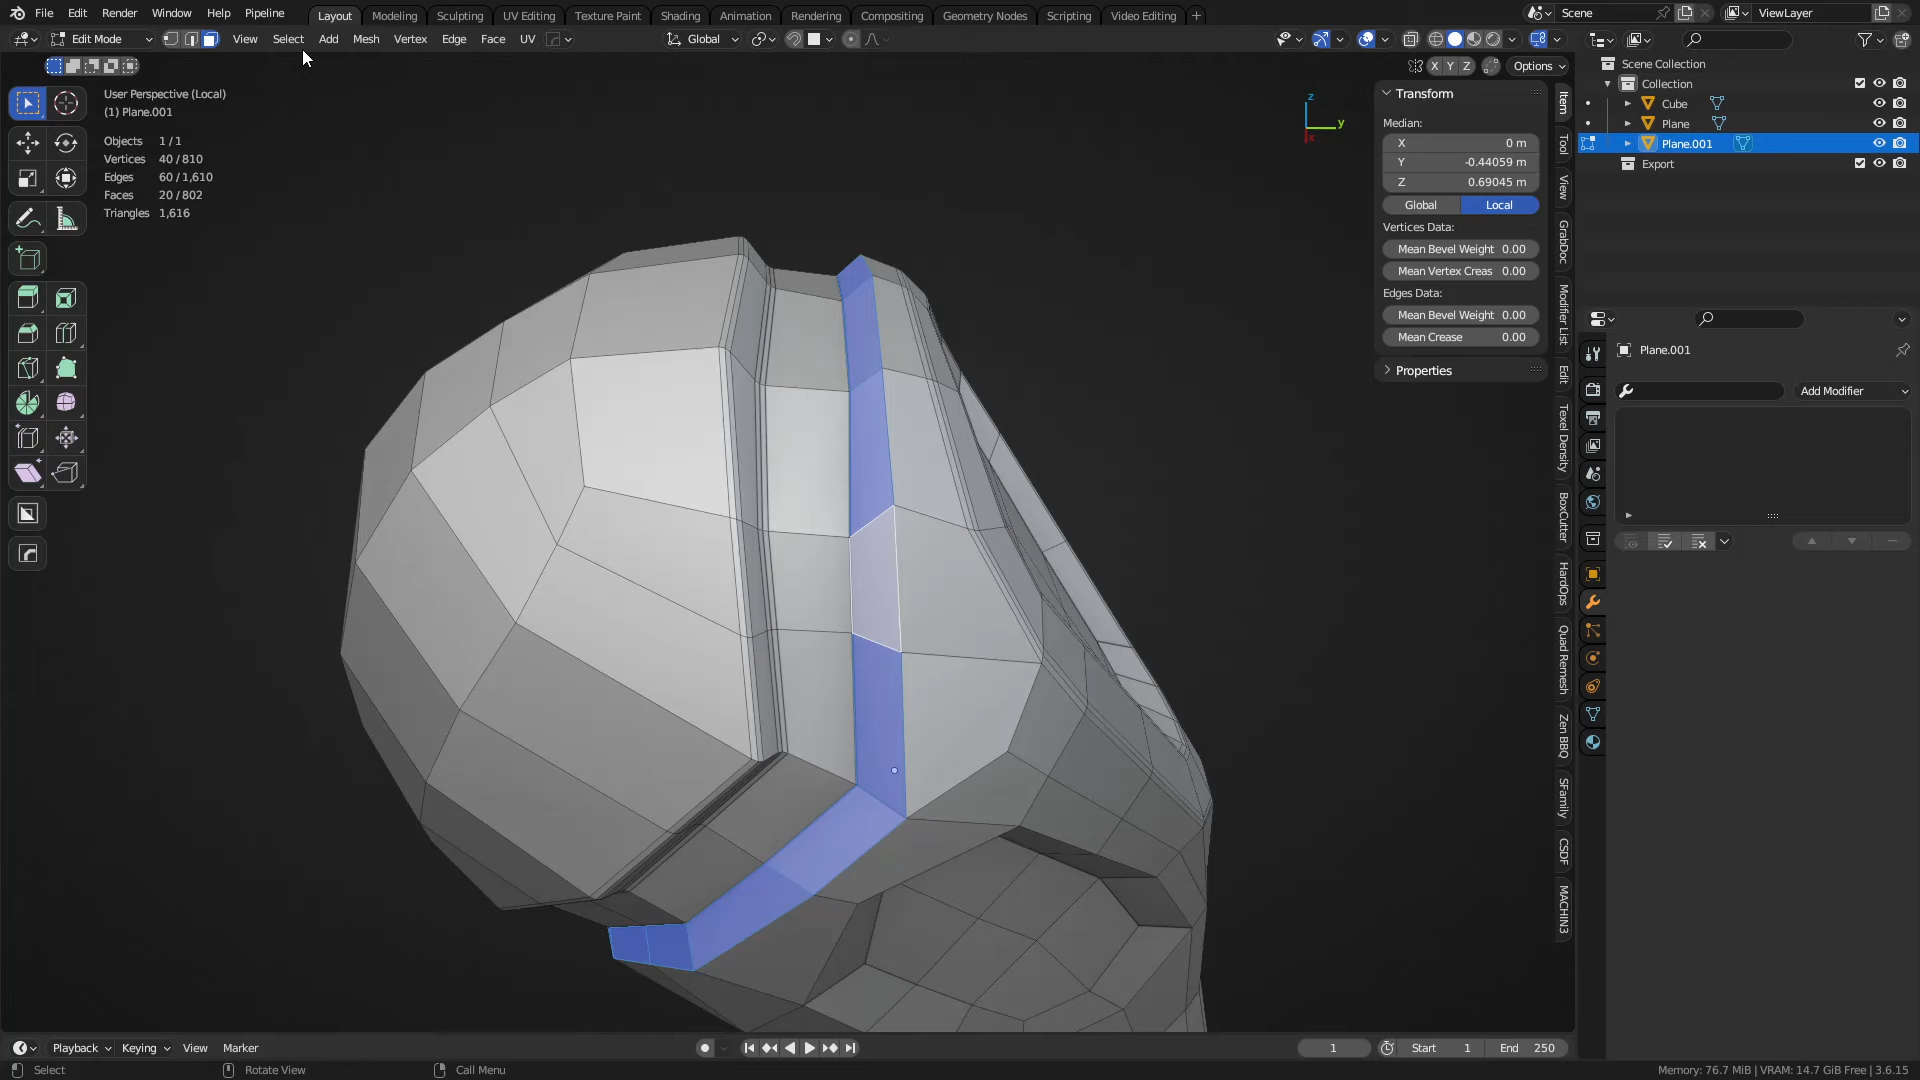 File Edit Render Window Help Pipeline Layout Modeling Sculpting UV Editing Texture Paint Shading Animation Rendering Compositing Geometry Nodes Scripting Video Editing + Scene ViewLayer
Edit Mode View Select Add Mesh Vertex Edge Face UV Global
X Y Z Options
Scene Collection
Collection
Cube
Plane
Plane.001
Export
User Perspective (Local)
(1) Plane.001
Objects 1 / 1
Vertices 40 / 810
Edges 60 / 1,610
Faces 20 / 802
Triangles 1,616
z
y
x
Transform
Median:
X 0 m
Y -0.44059 m
Z 0.69045 m
Global Local
Vertices Data:
Mean Bevel Weight 0.00
Mean Vertex Creas 0.00
Edges Data:
Mean Bevel Weight 0.00
Mean Crease 0.00
Properties
Item
Tool
View
GrabDoc
Modifier List
Edit
Texel Density
BoxCutter
HardOps
Quad Remesh
Zen BBQ
SFamily
CSDF
MACHIN3
Plane.001
Add Modifier
Playback Keying View Marker 1 Start 1 End 250
Select Rotate View Call Menu Memory: 76.7 MiB | VRAM: 14.7 GiB Free | 3.6.15